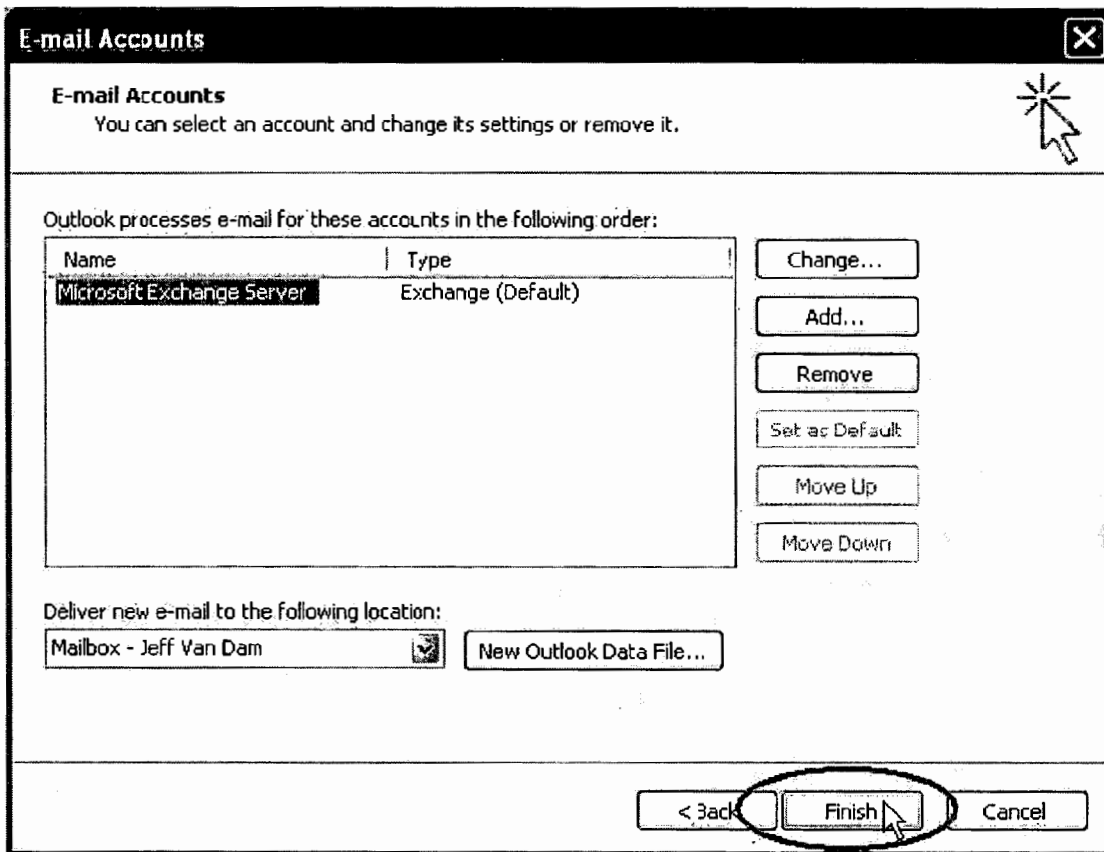 E-mail Accounts
E-mail Accounts
You can select an account and change its settings or remove it.
Outlook processes e-mail for these accounts in the following order:
Name Type
Microsoft Exchange Server Exchange (Default)
Change...
Add...
Remove
Set as Default
Move Up
Move Down
Deliver new e-mail to the following location:
Mailbox - Jeff Van Dam New Outlook Data File...
< Back Finish Cancel